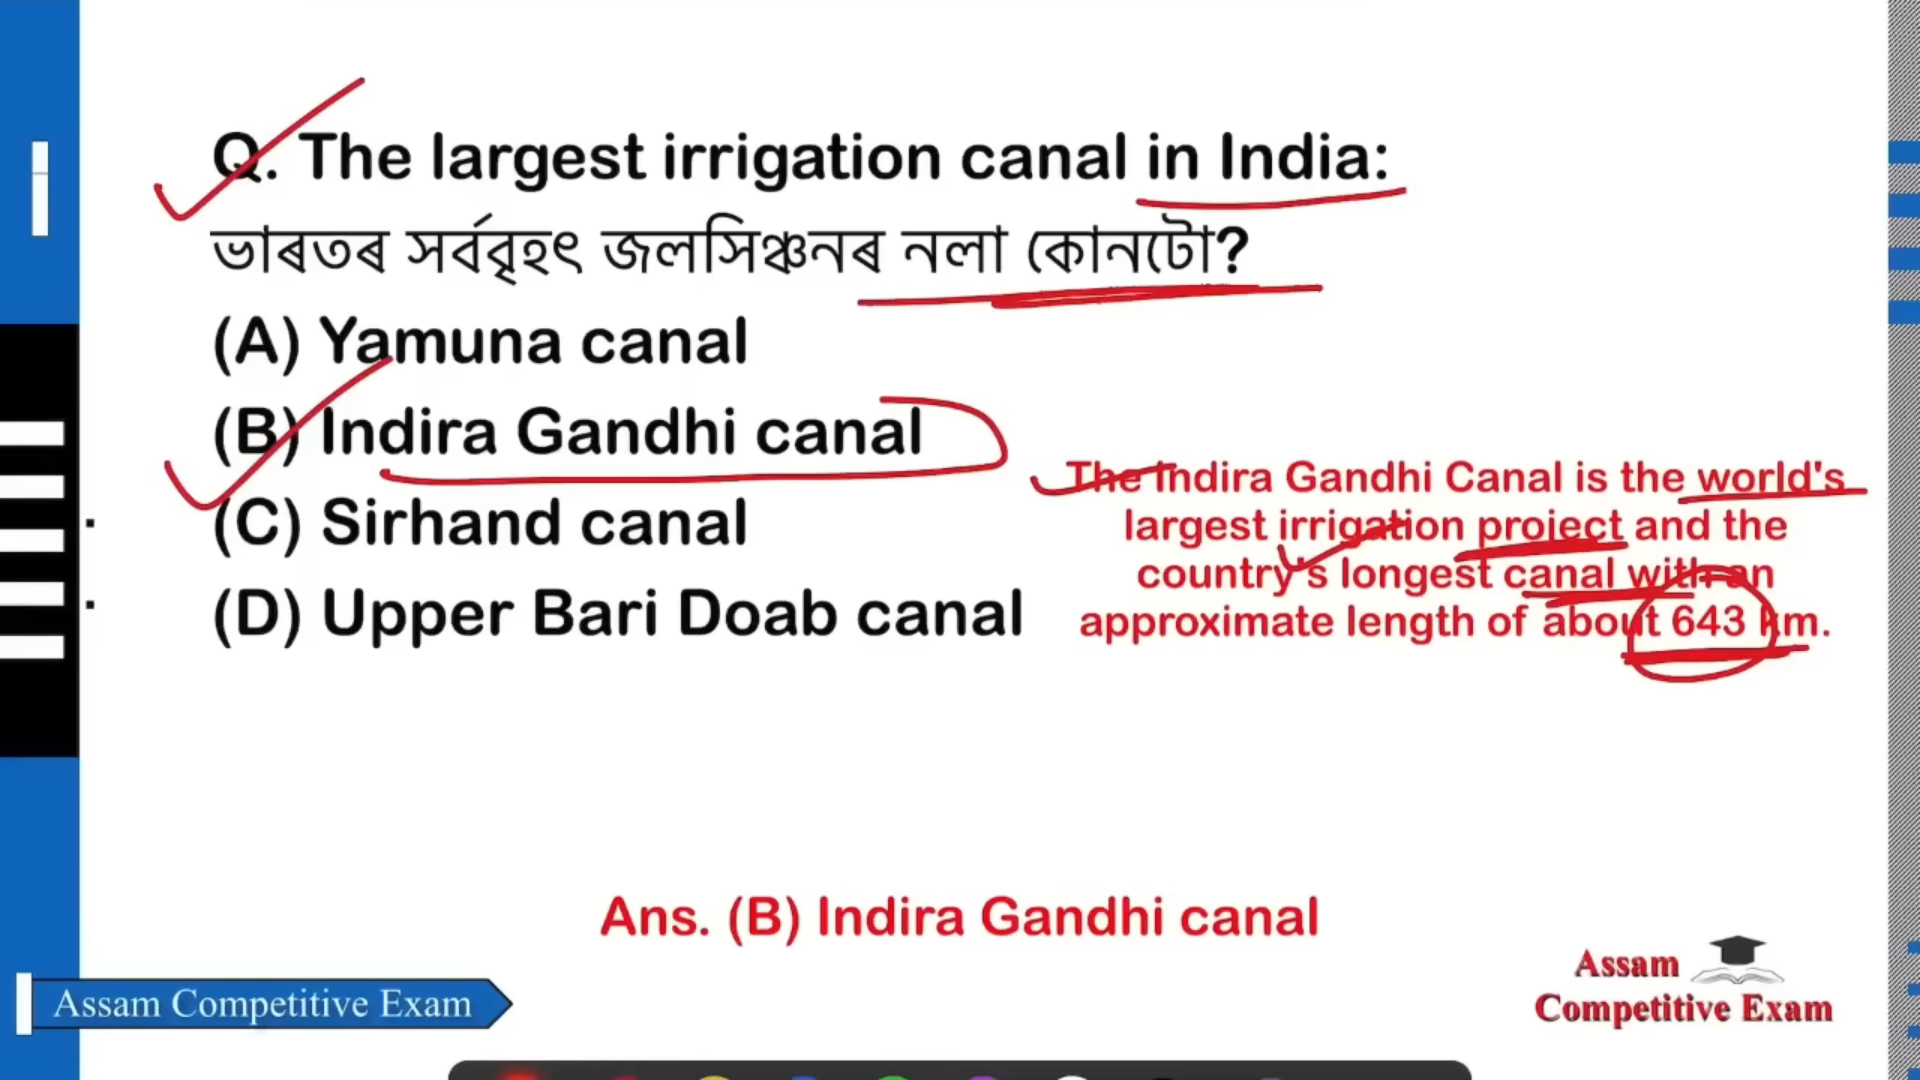 Q. The largest irrigation canal in India:
ভাৰতৰ সৰ্ববৃহৎ জলসিঞ্চনৰ নলা কোনটো?
(A) Yamuna canal
(B) Indira Gandhi canal
(C) Sirhand canal
(D) Upper Bari Doab canal
The Indira Gandhi Canal is the world's
largest irrigation project and the
country's longest canal with an
approximate length of about 643 km.
Ans. (B) Indira Gandhi canal
Assam Competitive Exam
Assam
Competitive Exam